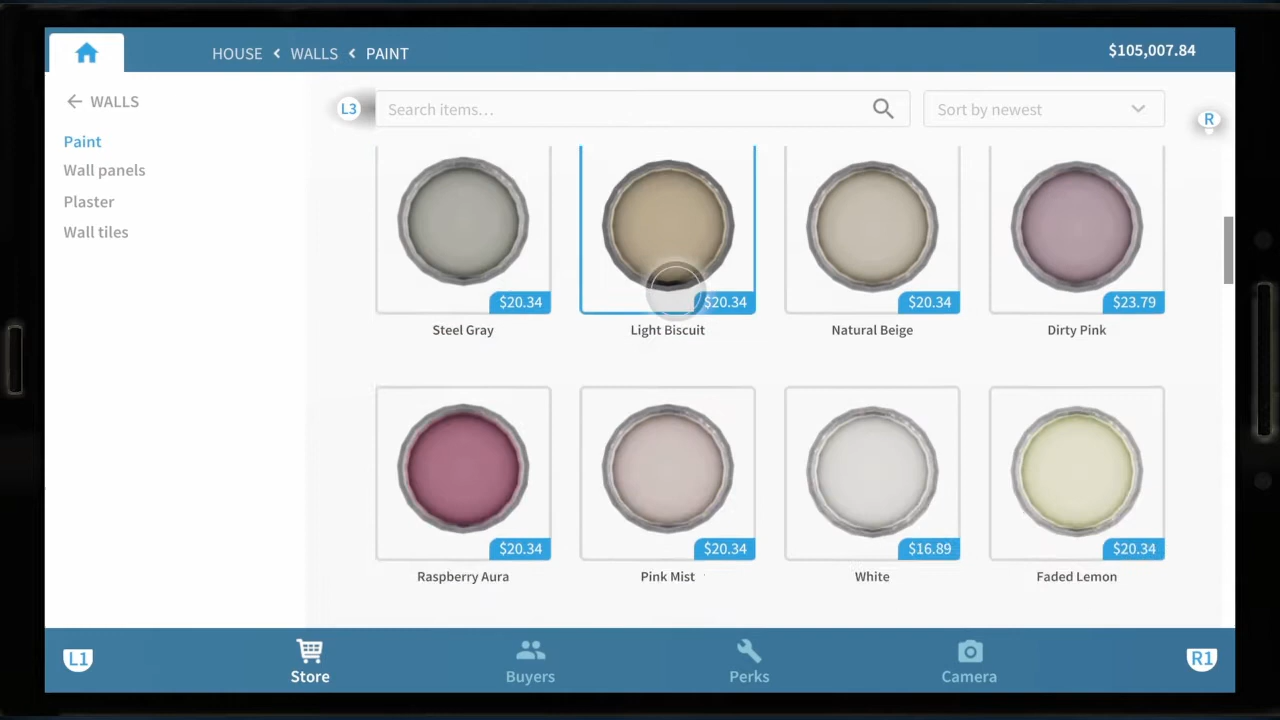 HOUSE < WALLS < PAINT
$105,007.84
WALLS
L3
Search items...
Sort by newest
R
Paint
Wall panels
Plaster
Wall tiles
$20.34
$20.34
$20.34
$23.79
Steel Gray
Light Biscuit
Natural Beige
Dirty Pink
$20.34
$20.34
$16.89
$20.34
Raspberry Aura
Pink Mist
White
Faded Lemon
L1
Store
Buyers
Perks
Camera
R1